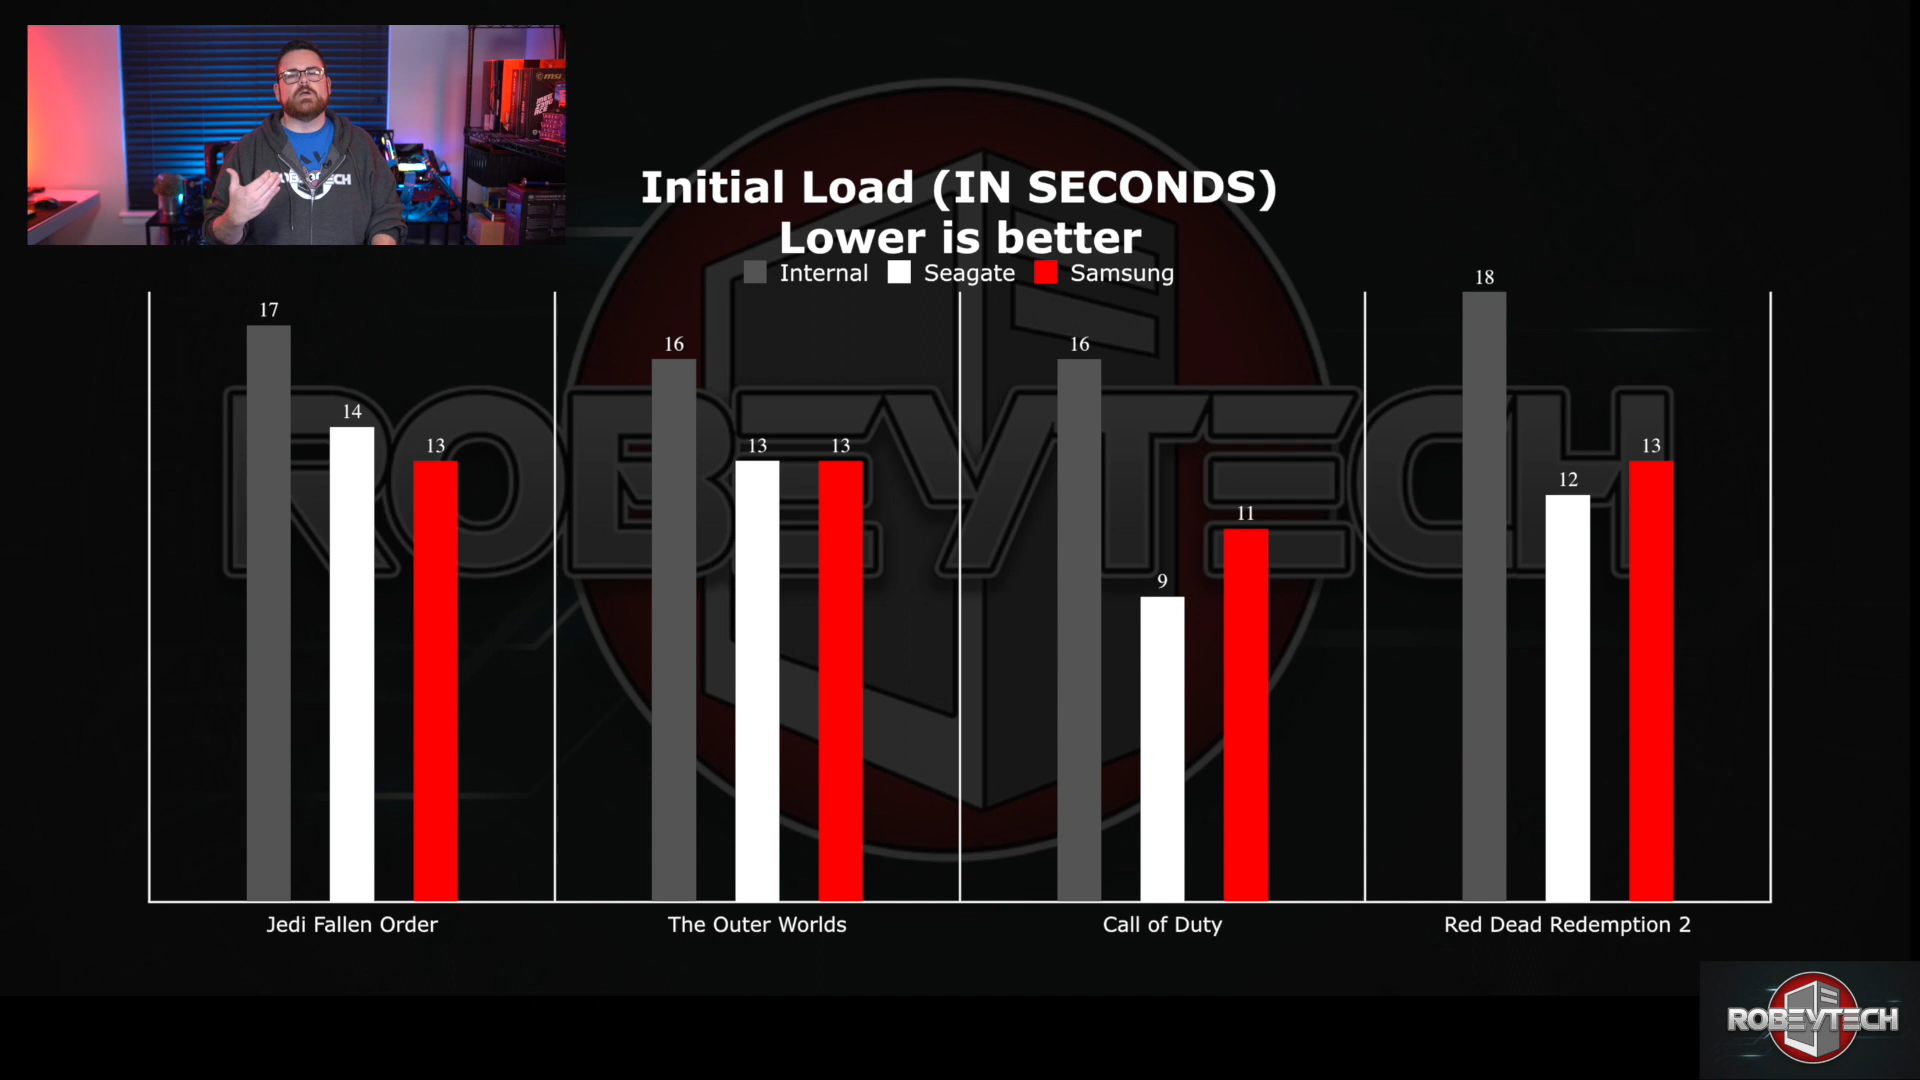 msi
Initial Load (IN SECONDS)
Lower is better
Internal Seagate Samsung
17
14
13
16
13
13
16
9
11
18
12
13
ROBEYTECH
Jedi Fallen Order
The Outer Worlds
Call of Duty
Red Dead Redemption 2
ROBEYTECH